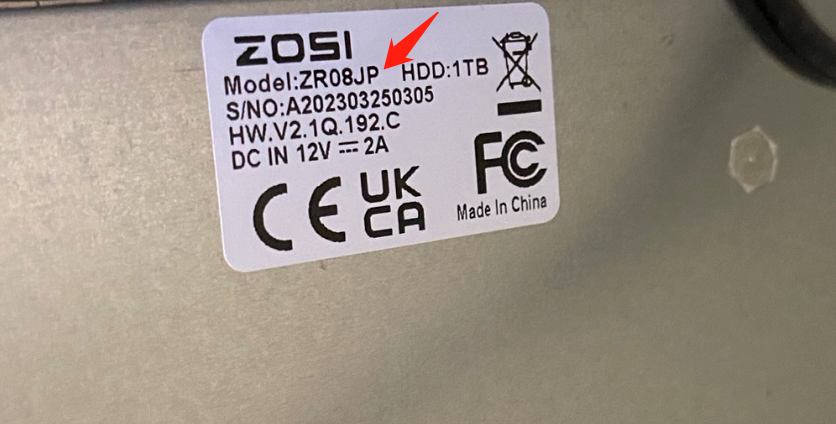 ZOSI
Model:ZR08JP HDD:1TB
S/NO:A202303250305
HW.V2.1Q.192.C
DC IN 12V ⎓ 2A
CE UK CA FC
Made In China